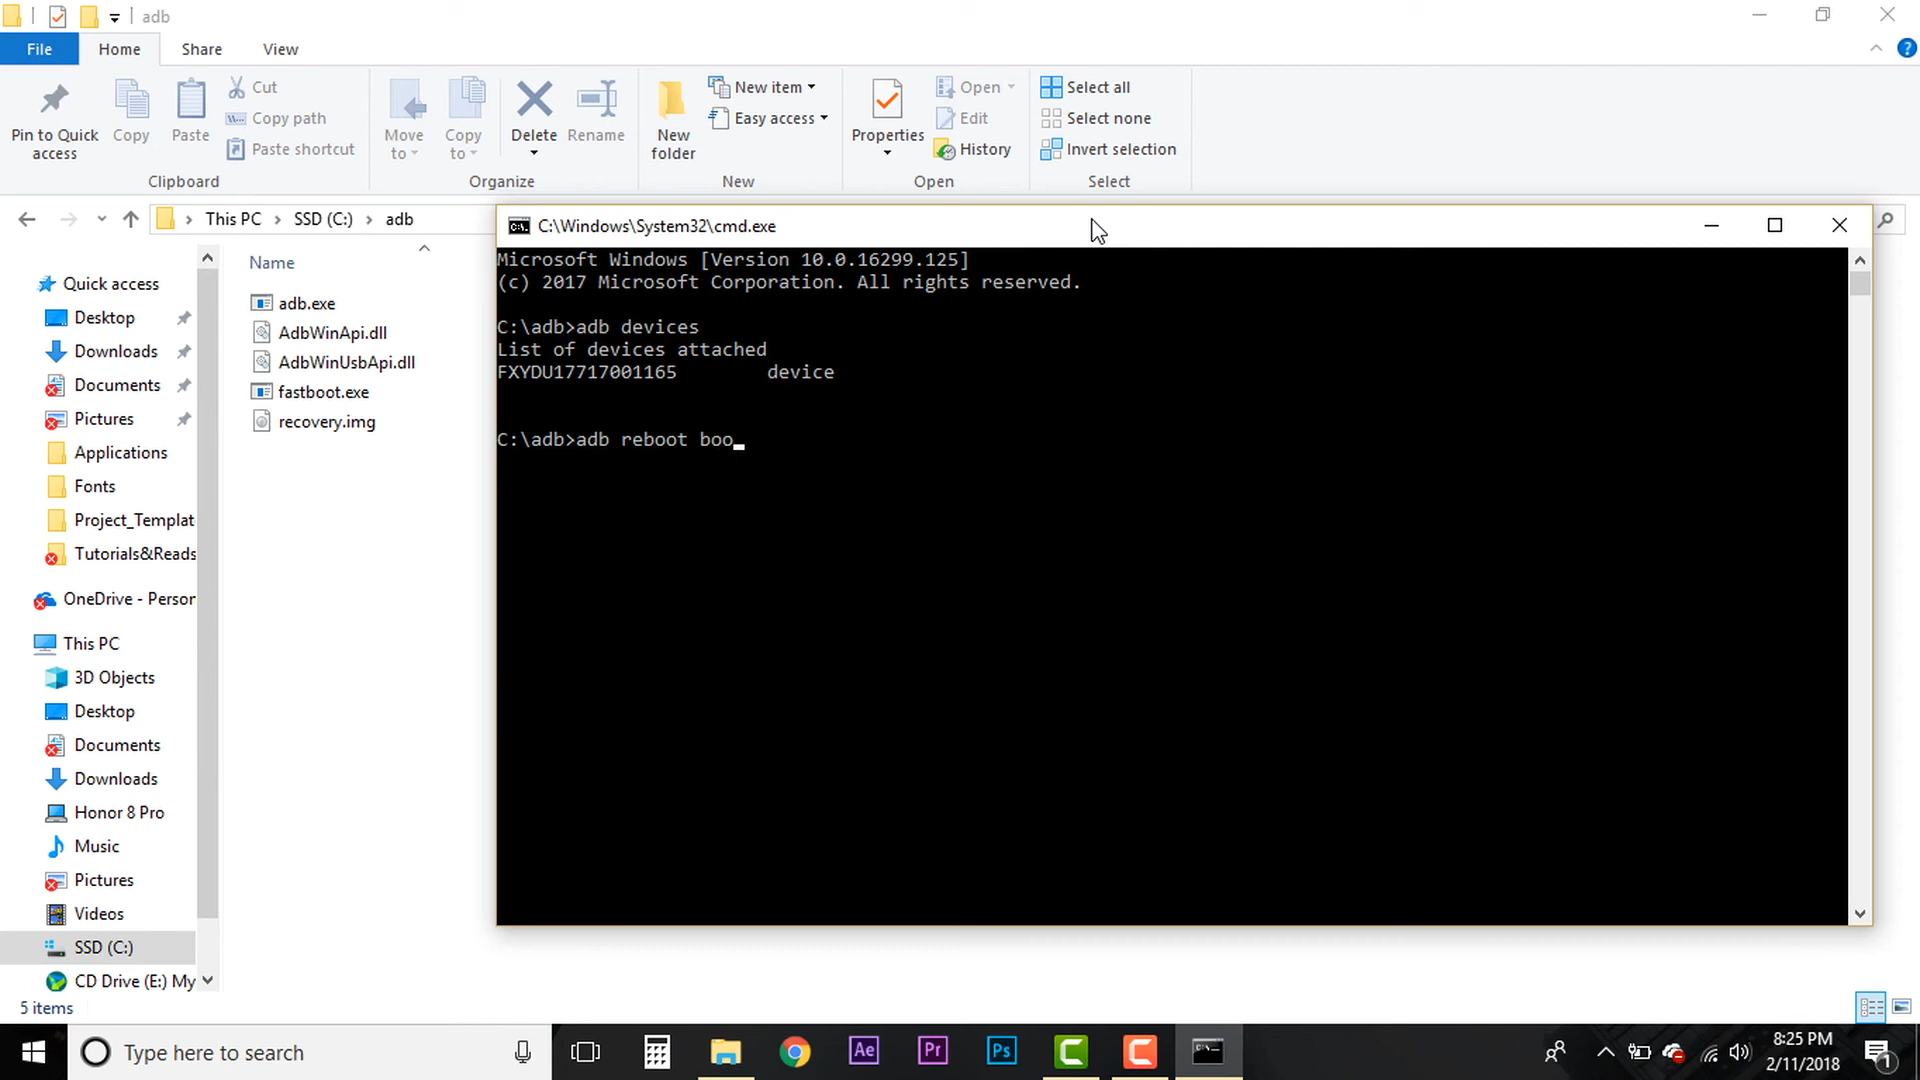 adb
File
Home
Share
View
Pin to Quick access
Copy
Paste
Cut
Copy path
Paste shortcut
Clipboard
Move to
Copy to
Delete
Rename
Organize
New folder
New item
Easy access
New
Properties
Open
Edit
History
Open
Select all
Select none
Invert selection
Select
This PC
SSD (C:)
adb
Quick access
Desktop
Downloads
Documents
Pictures
Applications
Fonts
Project_Templat
Tutorials&Reads
OneDrive - Person
This PC
3D Objects
Desktop
Documents
Downloads
Honor 8 Pro
Music
Pictures
Videos
SSD (C:)
CD Drive (E:) My
Name
adb.exe
AdbWinApi.dll
AdbWinUsbApi.dll
fastboot.exe
recovery.img
C:\Windows\System32\cmd.exe
Microsoft Windows [Version 10.0.16299.125]
(c) 2017 Microsoft Corporation. All rights reserved.
C:\adb>adb devices
List of devices attached
FXYDU17717001165 device
C:\adb>adb reboot boo_
5 items
Type here to search
Ae
Pr
Ps
8:25 PM
2/11/2018
1